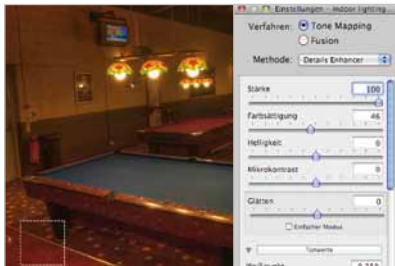 Einstellungen - Indoor lighting
Verfahren: Tone Mapping
Fusion
Methode: Details Enhancer
Stärke 100
Farbsättigung 46
Helligkeit 0
Mikrokontrast 0
Glätten 0
Einfacher Modus
Tonwerte